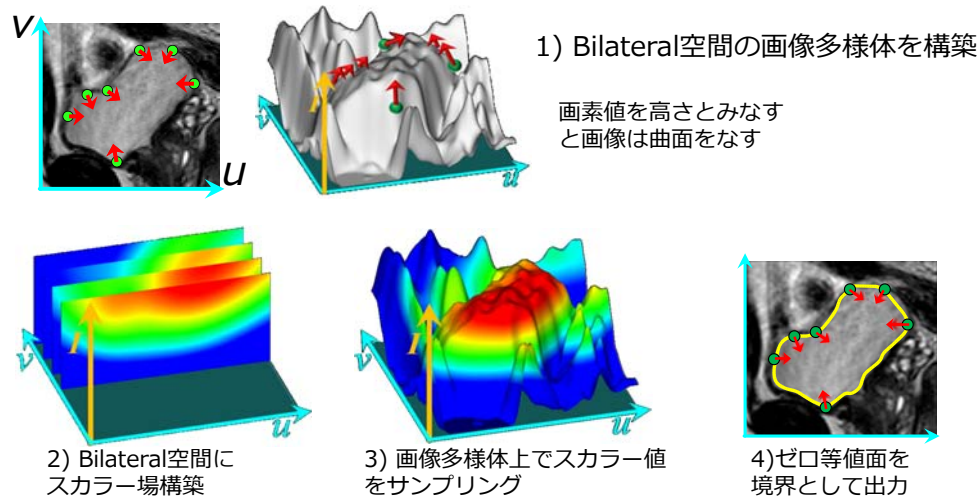 v
u
I
v
u
1) Bilateral空間の画像多様体を構築
画素値を高さとみなす
と画像は曲面をなす
I
v
u
2) Bilateral空間に
スカラー場構築
I
v
u
3) 画像多様体上でスカラー値
をサンプリング
4)ゼロ等値面を
境界として出力